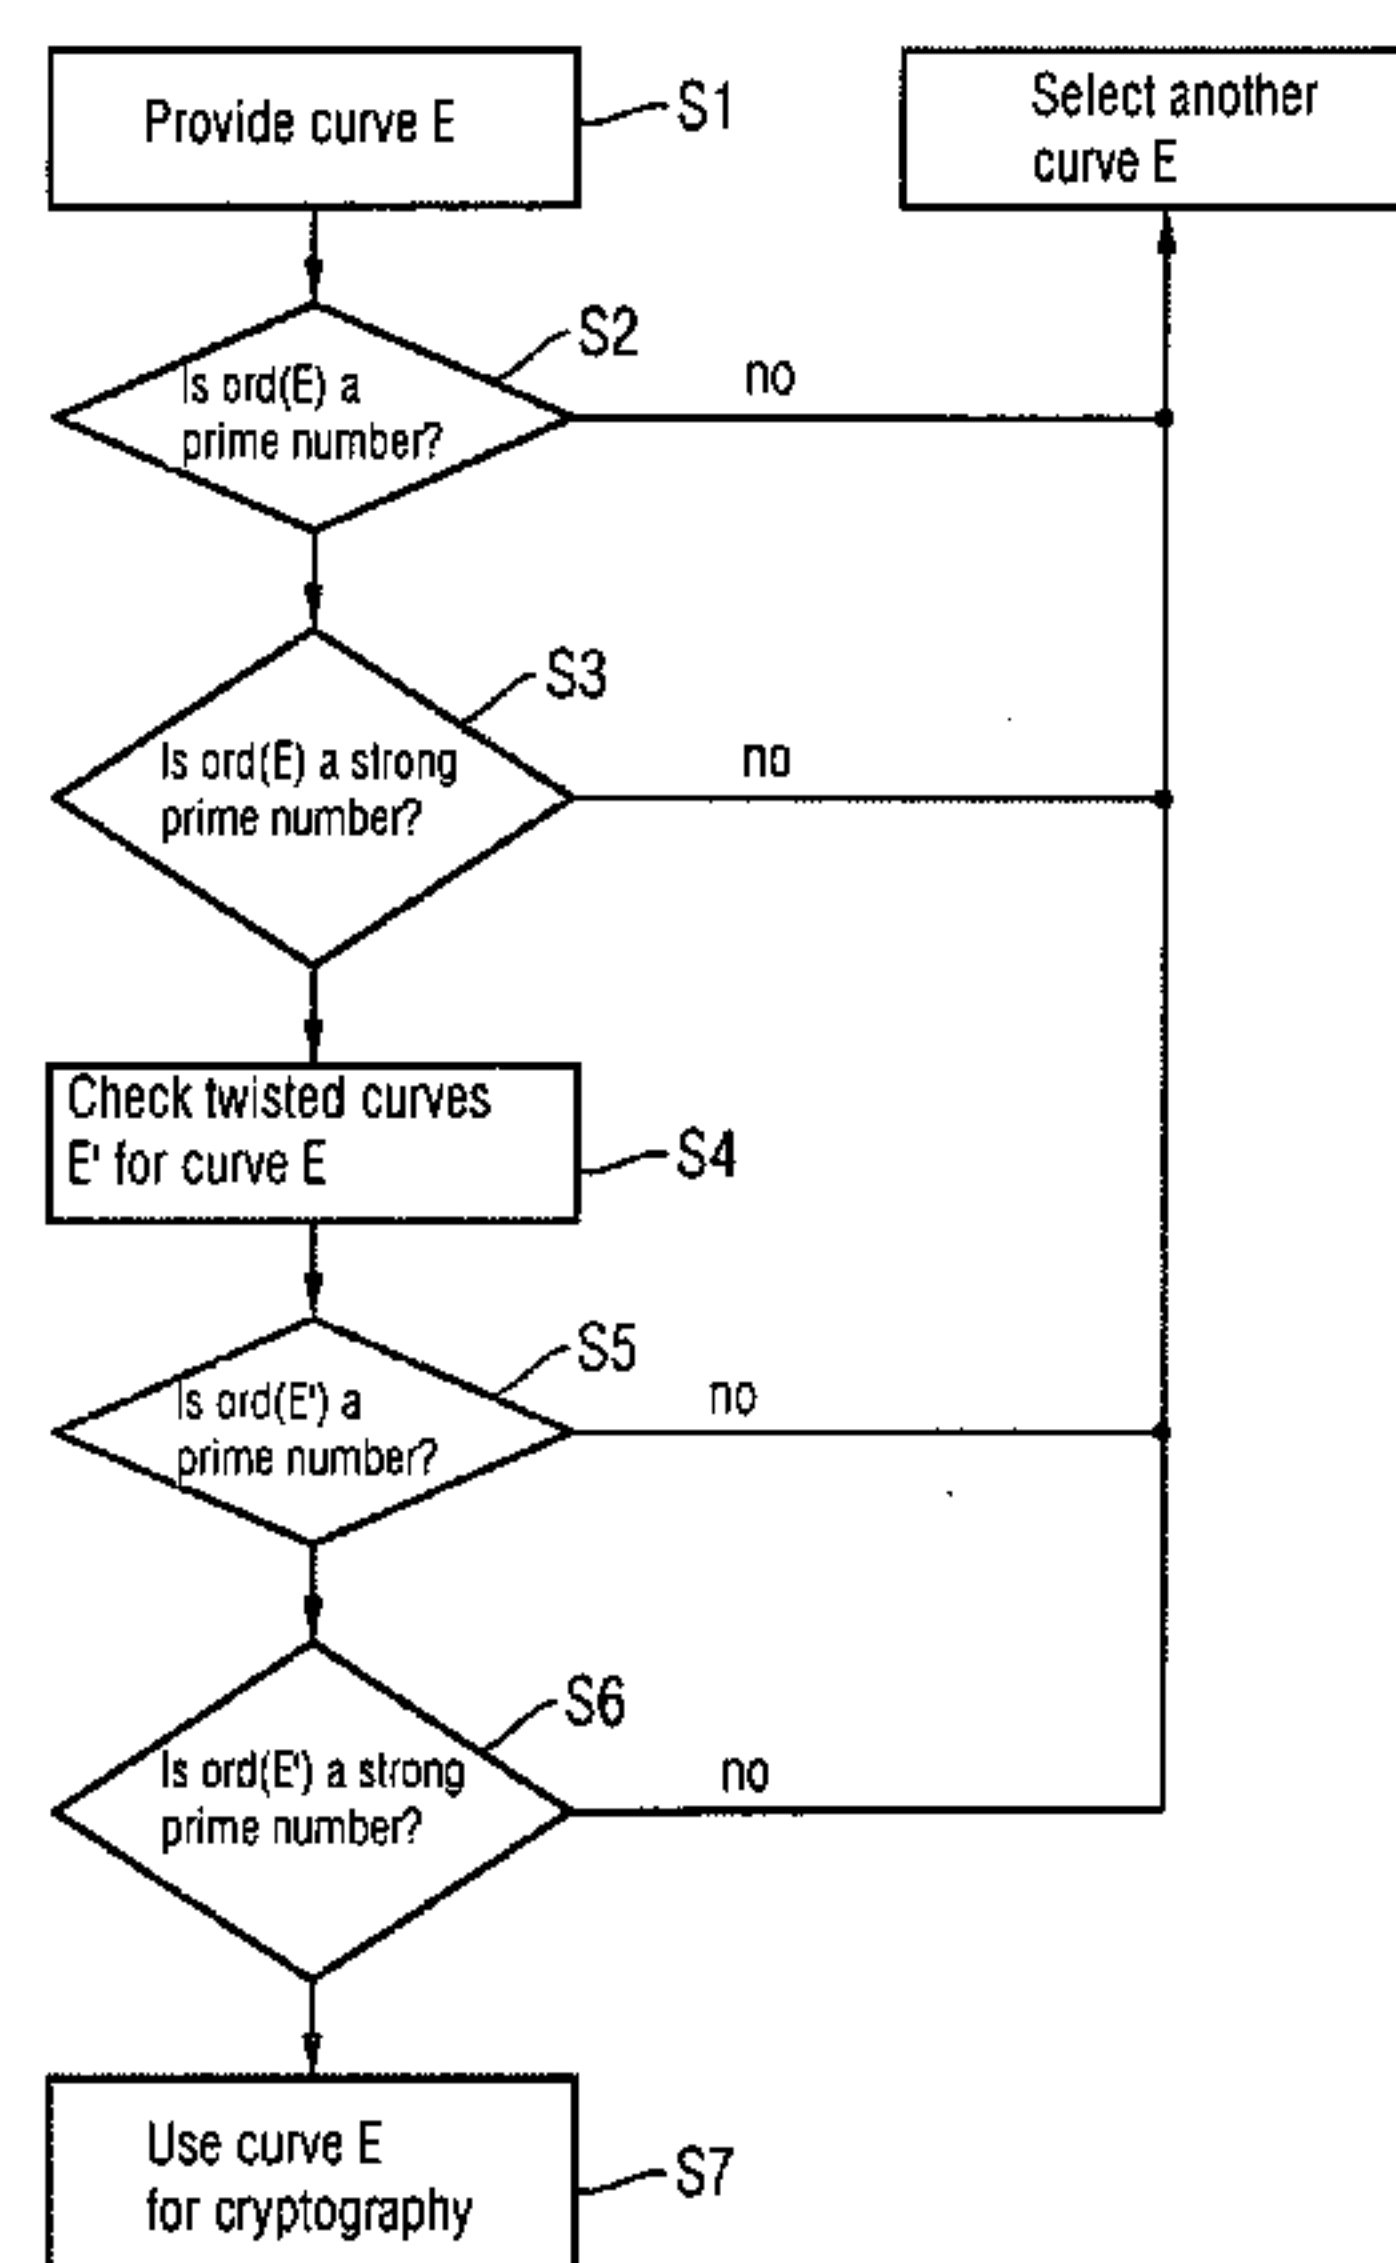 Provide curve E
S1
Select another
curve E
S2
Is ord(E) a
prime number?
no
S3
Is ord(E) a strong
prime number?
no
Check twisted curves
E' for curve E
S4
S5
Is ord(E') a
prime number?
no
S6
Is ord(E') a strong
prime number?
no
Use curve E
for cryptography
S7